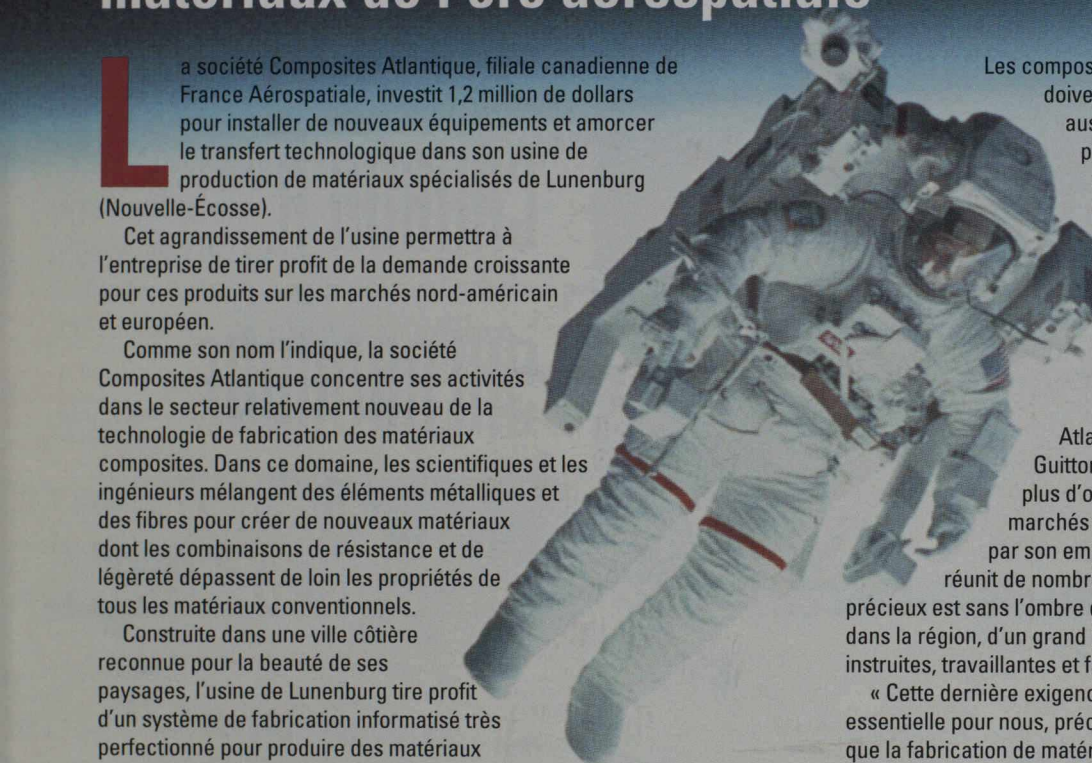 matériaux de l'ère aérospatiale
La société Composites Atlantique, filiale canadienne de
France Aérospatiale, investit 1,2 million de dollars
pour installer de nouveaux équipements et amorcer
le transfert technologique dans son usine de
production de matériaux spécialisés de Lunenburg
(Nouvelle-Écosse).
Cet agrandissement de l'usine permettra à
l'entreprise de tirer profit de la demande croissante
pour ces produits sur les marchés nord-américain
et européen.
Comme son nom l'indique, la société
Composites Atlantique concentre ses activités
dans le secteur relativement nouveau de la
technologie de fabrication des matériaux
composites. Dans ce domaine, les scientifiques et les
ingénieurs mélangent des éléments métalliques et
des fibres pour créer de nouveaux matériaux
dont les combinaisons de résistance et de
légèreté dépassent de loin les propriétés de
tous les matériaux conventionnels.
Construite dans une ville côtière
reconnue pour la beauté de ses
paysages, l'usine de Lunenburg tire profit
d'un système de fabrication informatisé très
perfectionné pour produire des matériaux
Les compos
doive
aus
p
Atla
Guitto
plus d'o
marchés
par son em
réunit de nombr
précieux est sans l'ombre
dans la région, d'un grand
instruites, travaillantes et f
« Cette dernière exigenc
essentielle pour nous, préc
que la fabrication de matér